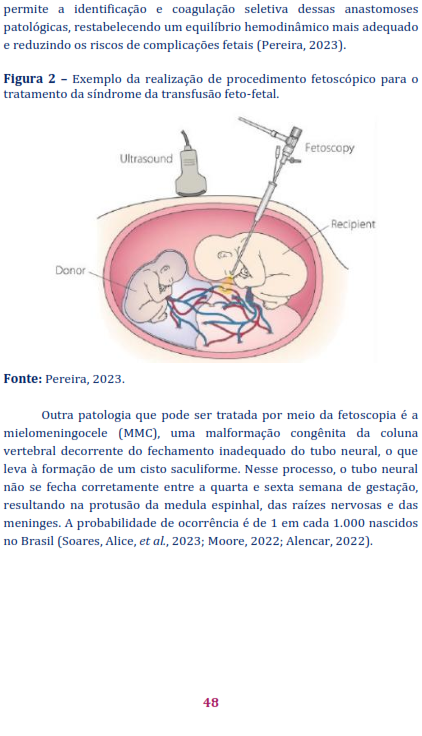 permite a identificação e coagulação seletiva dessas anastomoses
patológicas, restabelecendo um equilíbrio hemodinâmico mais adequado
e reduzindo os riscos de complicações fetais (Pereira, 2023).
Figura 2 – Exemplo da realização de procedimento fetoscópico para o
tratamento da síndrome da transfusão feto-fetal.
Ultrasound
Fetoscopy
Recipient
Donor
Fonte: Pereira, 2023.
Outra patologia que pode ser tratada por meio da fetoscopia é a
mielomeningocele (MMC), uma malformação congênita da coluna
vertebral decorrente do fechamento inadequado do tubo neural, o que
leva à formação de um cisto saculiforme. Nesse processo, o tubo neural
não se fecha corretamente entre a quarta e sexta semana de gestação,
resultando na protusão da medula espinhal, das raízes nervosas e das
meninges. A probabilidade de ocorrência é de 1 em cada 1.000 nascidos
no Brasil (Soares, Alice, et al., 2023; Moore, 2022; Alencar, 2022).
48